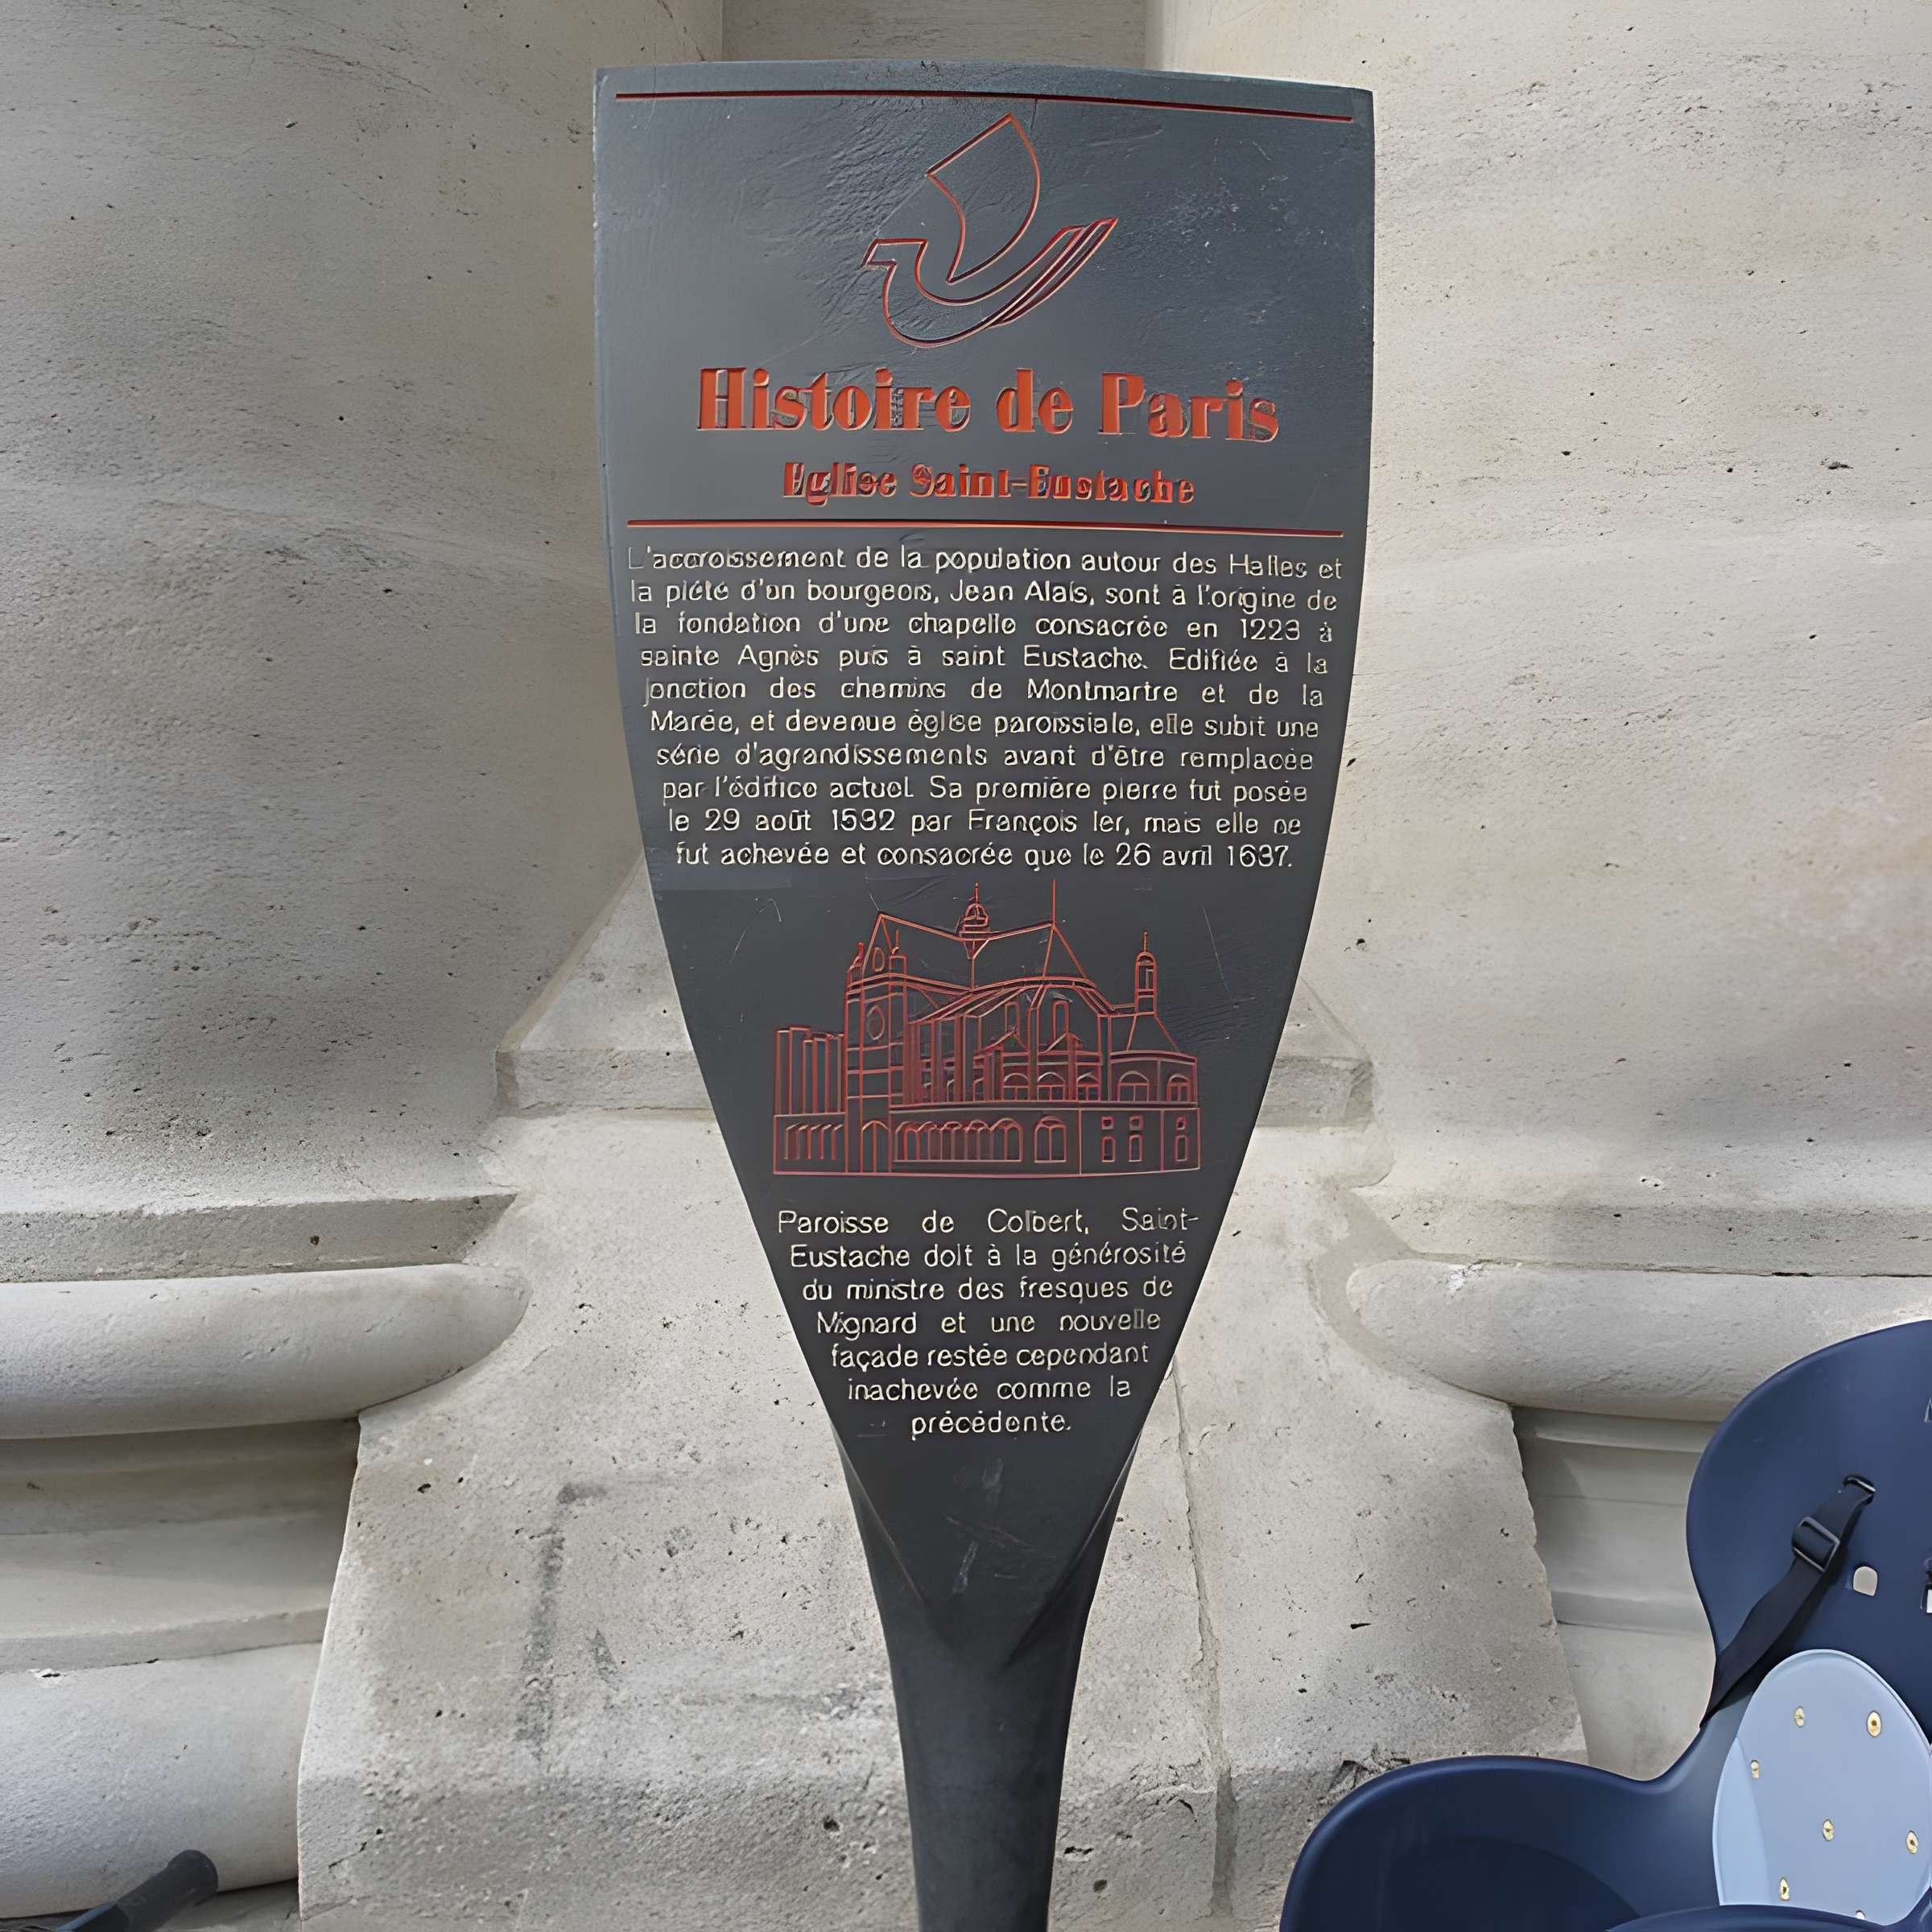 Histoire de Paris
Eglise Saint-Eustache
L'accroissement de la population autour des Halles et
la piété d'un bourgeois, Jean Alais, sont à l'origine de
la fondation d'une chapelle consacrée en 1223 à
sainte Agnès puis à saint Eustache. Edifiée à la
jonction des chemins de Montmartre et de la
Marée, et devenue église paroissiale, elle subit une
série d'agrandissements avant d'être remplacée
par l'édifice actuel. Sa première pierre fut posée
le 29 août 1532 par François Ier, mais elle ne
fut achevée et consacrée que le 26 avril 1637.
Paroisse de Colbert, Saint-
Eustache doit à la générosité
du ministre des fresques de
Mignard et une nouvelle
façade restée cependant
inachevée comme la
précédente.